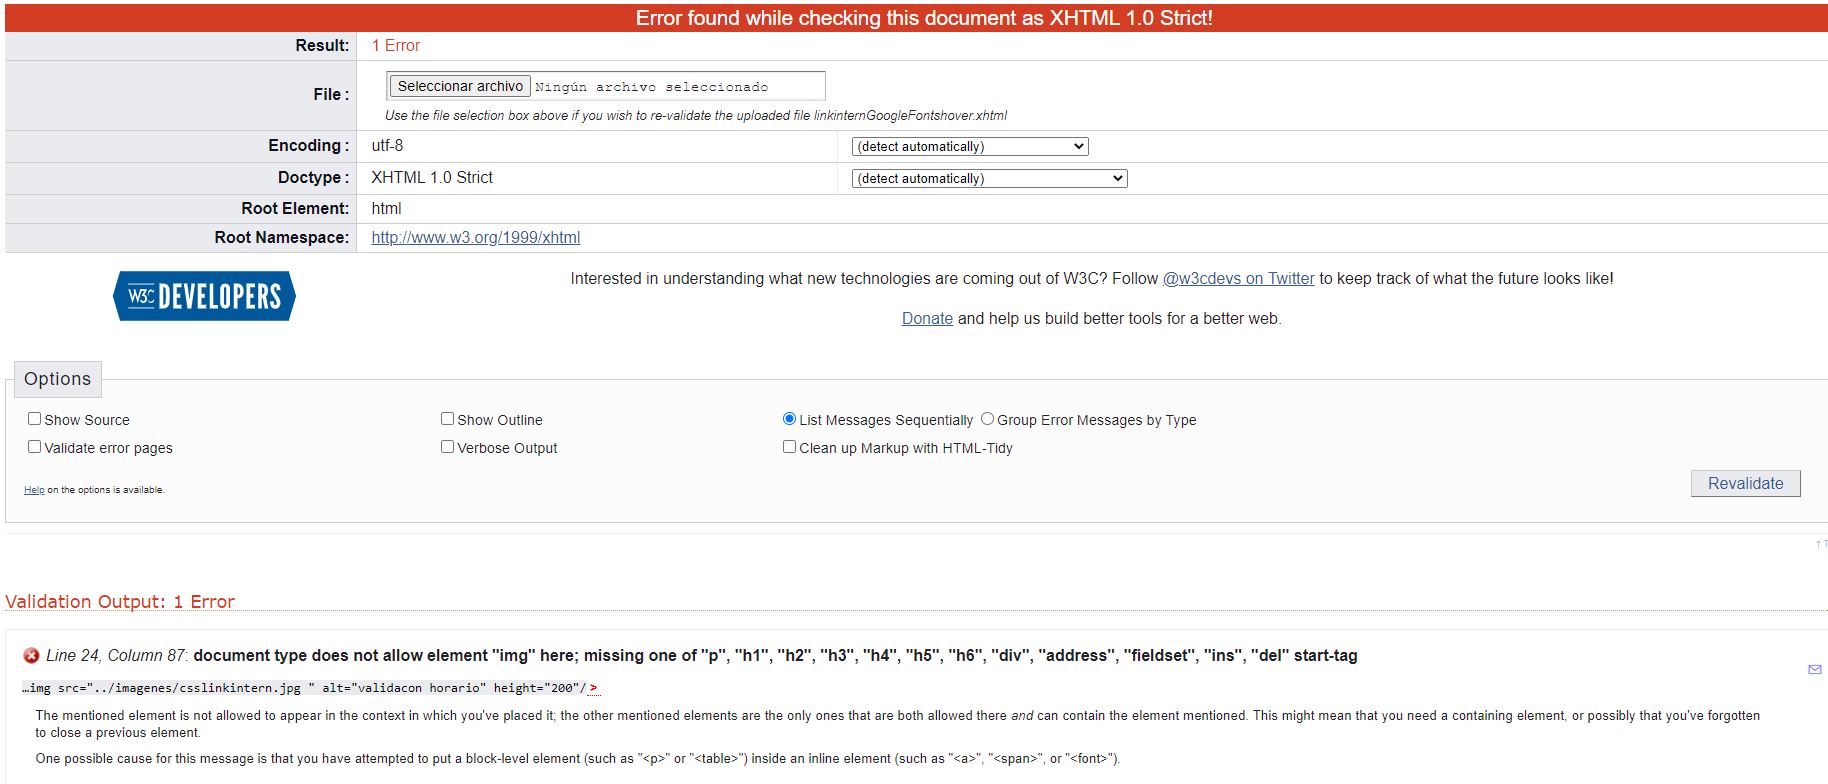 Error found while checking this document as XHTML 1.0 Strict!
Result: 1 Error
File : Seleccionar archivo Ningún archivo seleccionado
Use the file selection box above if you wish to re-validate the uploaded file linkinternGoogleFontshover.xhtml
Encoding : utf-8 (detect automatically)
Doctype : XHTML 1.0 Strict (detect automatically)
Root Element: html
Root Namespace: http://www.w3.org/1999/xhtml
W3C DEVELOPERS
Interested in understanding what new technologies are coming out of W3C? Follow @w3cdevs on Twitter to keep track of what the future looks like!
Donate and help us build better tools for a better web.
Options
Show Source Show Outline List Messages Sequentially Group Error Messages by Type
Validate error pages Verbose Output Clean up Markup with HTML-Tidy
Help on the options is available.
Revalidate
↑ T
Validation Output: 1 Error
Line 24, Column 87: document type does not allow element "img" here; missing one of "p", "h1", "h2", "h3", "h4", "h5", "h6", "div", "address", "fieldset", "ins", "del" start-tag
…img src="../imagenes/csslinkintern.jpg " alt="validacon horario" height="200"/>
The mentioned element is not allowed to appear in the context in which you've placed it; the other mentioned elements are the only ones that are both allowed there and can contain the element mentioned. This might mean that you need a containing element, or possibly that you've forgotten
to close a previous element.
One possible cause for this message is that you have attempted to put a block-level element (such as "<p>" or "<table>") inside an inline element (such as "<a>", "<span>", or "<font>").